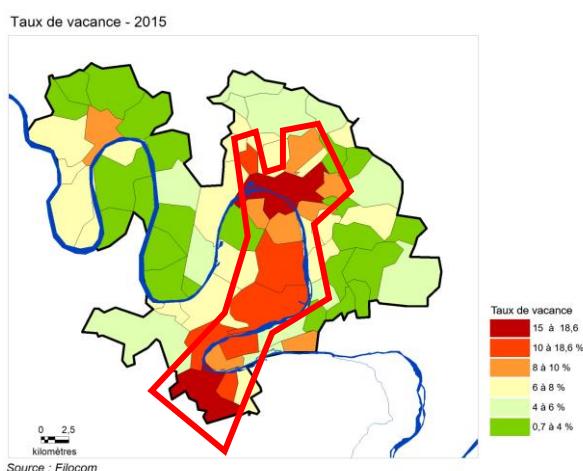 Taux de vacance - 2015
Taux de vacance
15 à 18,6
10 à 18,6 %
8 à 10 %
6 à 8 %
4 à 6 %
0,7 à 4 %
0 2,5
kilomètres
Source : Filocom